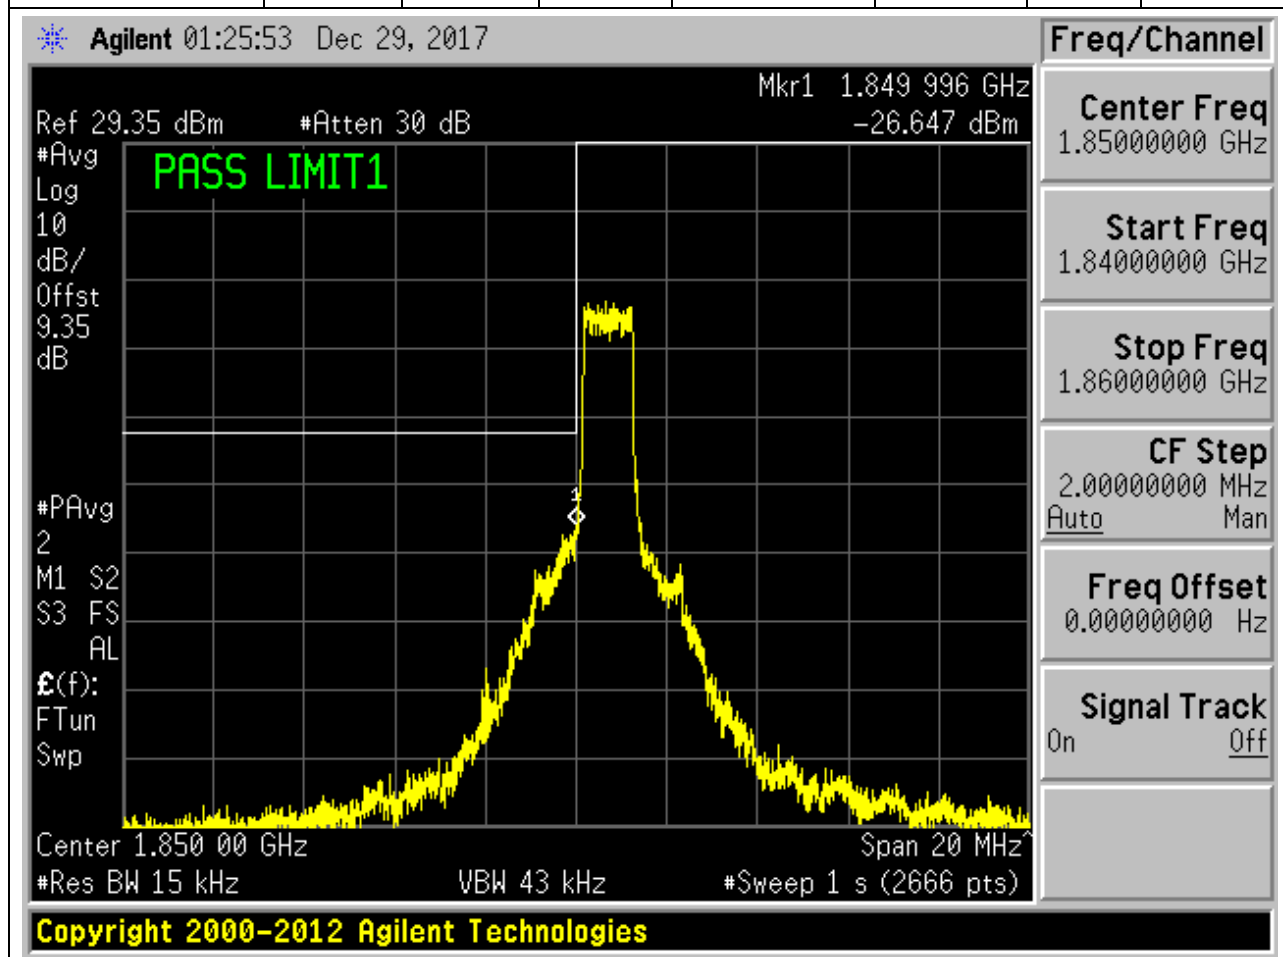 Agilent 01:25:53 Dec 29, 2017
Freq/Channel
Mkr1 1.849 996 GHz
Ref 29.35 dBm #Atten 30 dB -26.647 dBm
#Avg
Log
10
dB/
Offst
9.35
dB
PASS LIMIT1
1
#PAvg
2
M1 S2
S3 FS
AL
£(f):
FTun
Swp
Center 1.850 00 GHz Span 20 MHz^
#Res BW 15 kHz VBW 43 kHz #Sweep 1 s (2666 pts)
Center Freq
1.85000000 GHz
Start Freq
1.84000000 GHz
Stop Freq
1.86000000 GHz
CF Step
2.00000000 MHz
Auto Man
Freq Offset
0.00000000 Hz
Signal Track
On Off
Copyright 2000-2012 Agilent Technologies